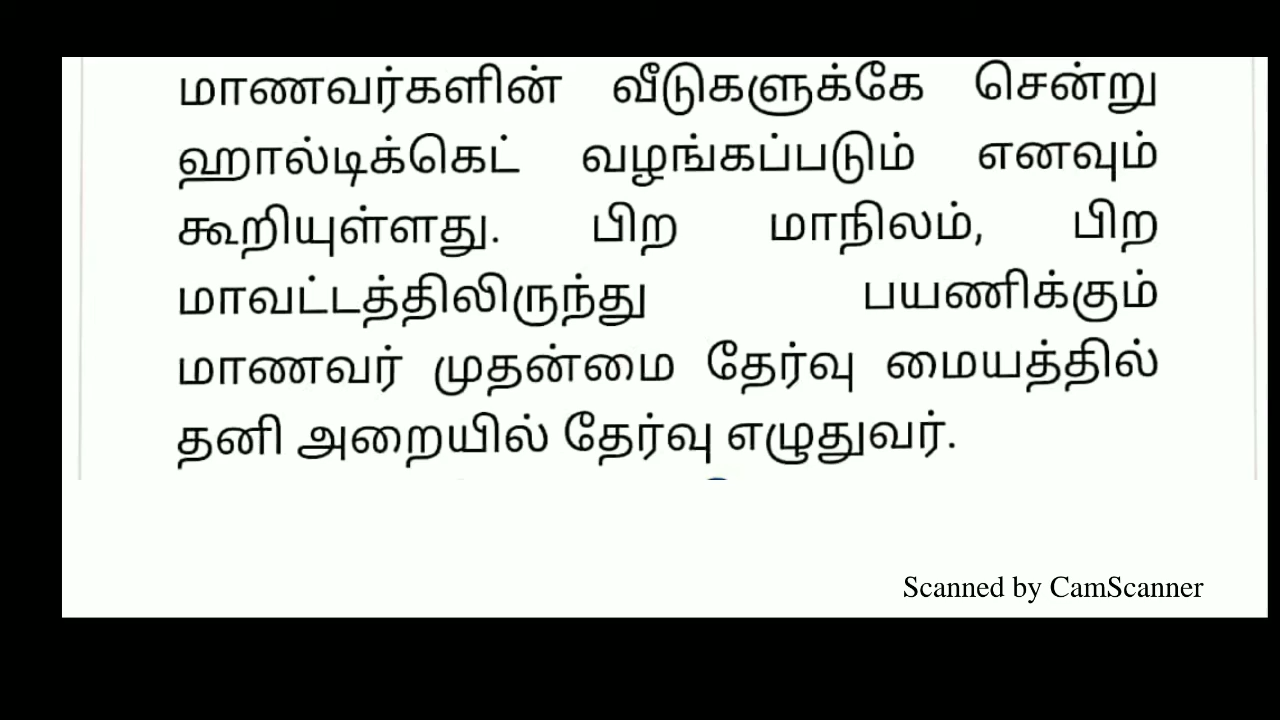 மாணவர்களின் வீடுகளுக்கே சென்று
ஹால்டிக்கெட் வழங்கப்படும் எனவும்
கூறியுள்ளது. பிற மாநிலம், பிற
மாவட்டத்திலிருந்து பயணிக்கும்
மாணவர் முதன்மை தேர்வு மையத்தில்
தனி அறையில் தேர்வு எழுதுவர்.
Scanned by CamScanner